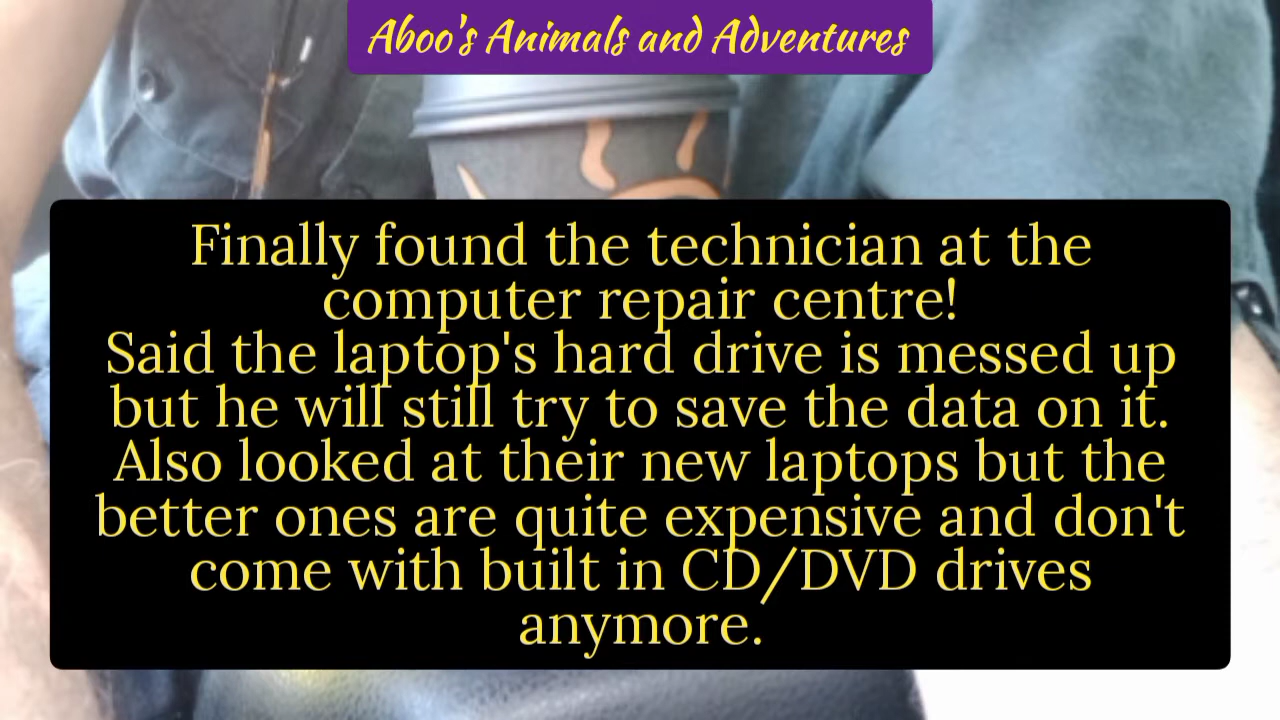 Aboo's Animals and Adventures
Finally found the technician at the
computer repair centre!
Said the laptop's hard drive is messed up
but he will still try to save the data on it.
Also looked at their new laptops but the
better ones are quite expensive and don't
come with built in CD/DVD drives
anymore.